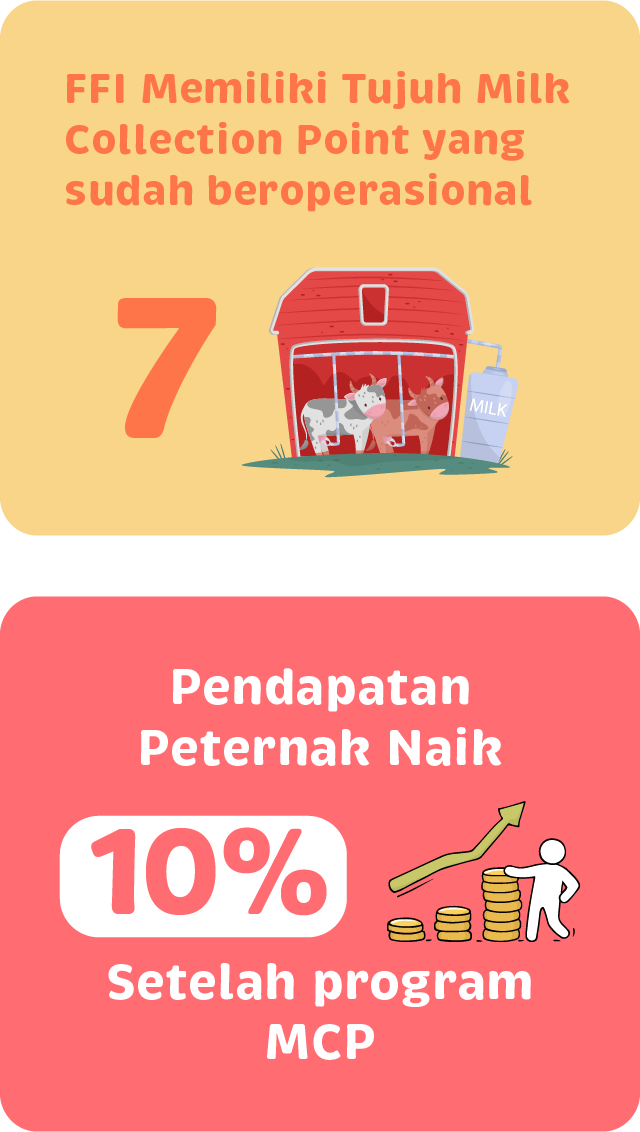 FFI Memiliki Tujuh Milk
Collection Point yang
sudah beroperasional
7
MILK
Pendapatan
Peternak Naik
10%
Setelah program
MCP